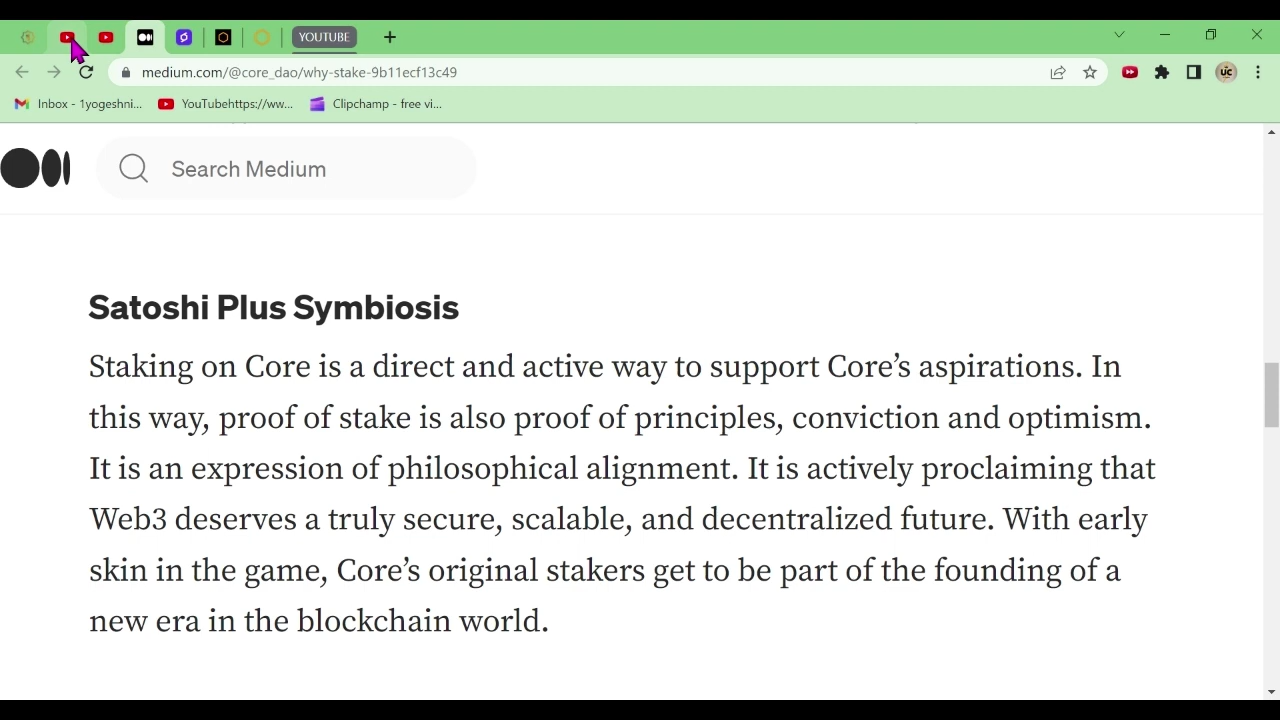 YOUTUBE
medium.com/@core_dao/why-stake-9b11ecf13c49
UC
Inbox - 1yogeshni...
YouTubehttps://ww...
Clipchamp - free vi...
Search Medium
Satoshi Plus Symbiosis
Staking on Core is a direct and active way to support Core’s aspirations. In
this way, proof of stake is also proof of principles, conviction and optimism.
It is an expression of philosophical alignment. It is actively proclaiming that
Web3 deserves a truly secure, scalable, and decentralized future. With early
skin in the game, Core’s original stakers get to be part of the founding of a
new era in the blockchain world.